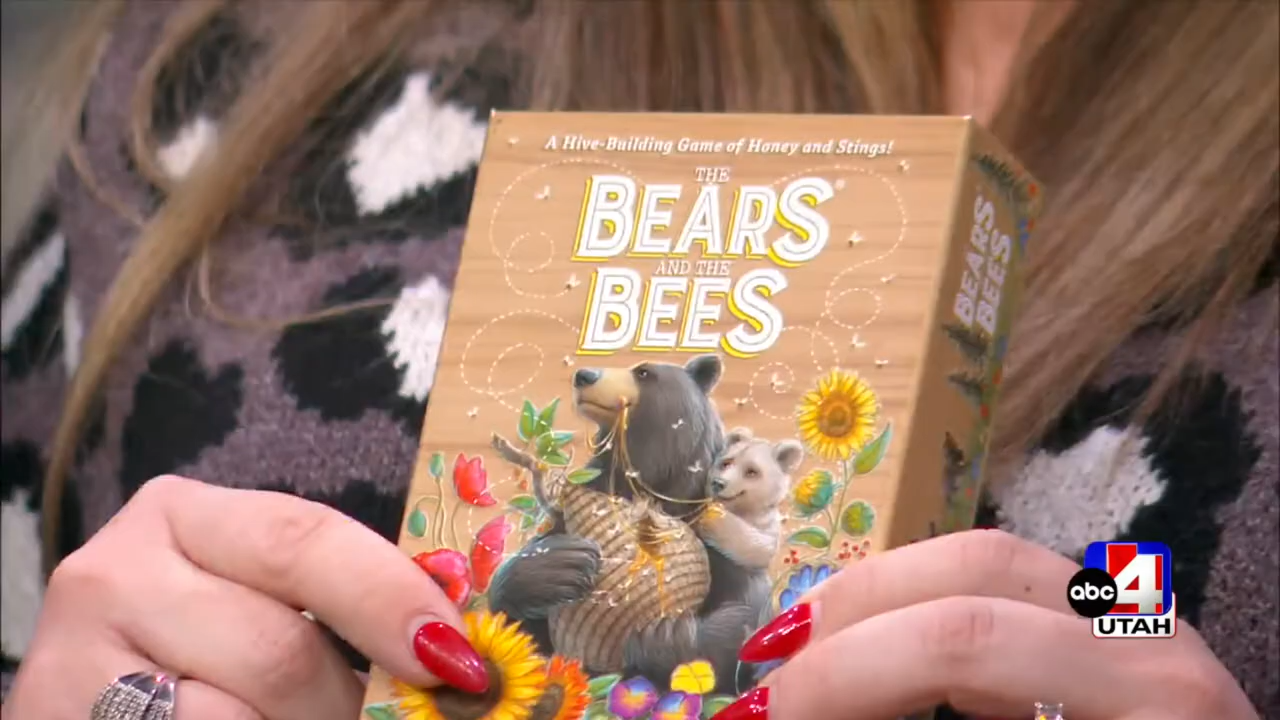 A Hive-Building Game of Honey and Stings!
THE
BEARS®
AND THE
BEES
BEARS
BEES
abc
4
UTAH